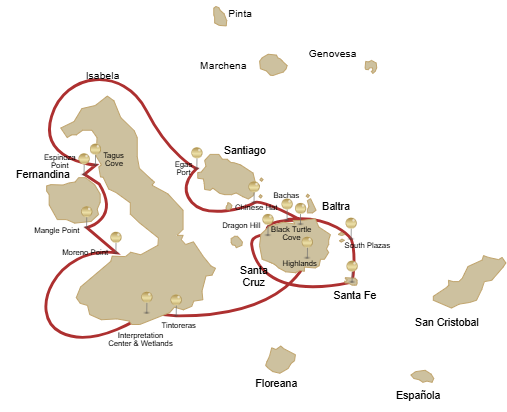 Pinta
Genovesa
Marchena
Isabela
Santiago
Espinoza
Point
Tagus
Cove
Egas
Port
Fernandina
Bachas
Baltra
Chinese Hat
Mangle Point
Dragon Hill
Black Turtle
Cove
South Plazas
Moreno Point
Highlands
Santa
Cruz
Santa Fe
San Cristobal
Tintoreras
Interpretation
Center & Wetlands
Floreana
Española